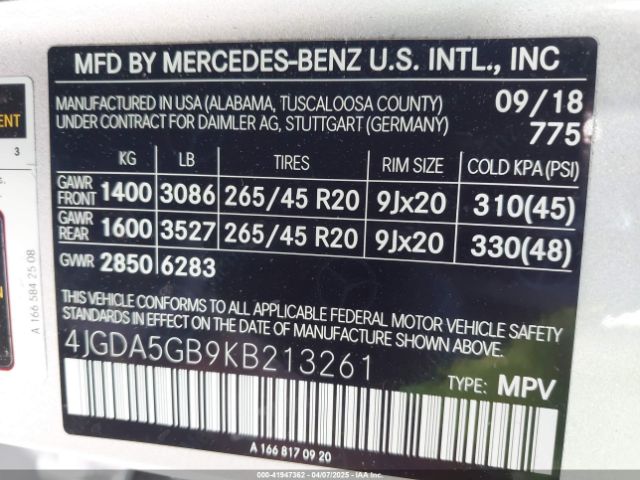 MFD BY MERCEDES-BENZ U.S. INTL., INC
MANUFACTURED IN USA (ALABAMA, TUSCALOOSA COUNTY) 09/18
UNDER CONTRACT FOR DAIMLER AG, STUTTGART (GERMANY) 775
KG LB TIRES RIM SIZE COLD KPA(PSI)
GAWR FRONT 1400 3086 265/45 R20 9Jx20 310(45)
GAWR REAR 1600 3527 265/45 R20 9Jx20 330(48)
GVWR 2850 6283
THIS VEHICLE CONFORMS TO ALL APPLICABLE FEDERAL MOTOR VEHICLE SAFETY
STANDARDS IN EFFECT ON THE DATE OF MANUFACTURE SHOWN ABOVE.
4JGDA5GB9KB213261
TYPE: MPV
A 166 817 09 20
3
A 166 584 25 08
00-41947362 04/07/2025